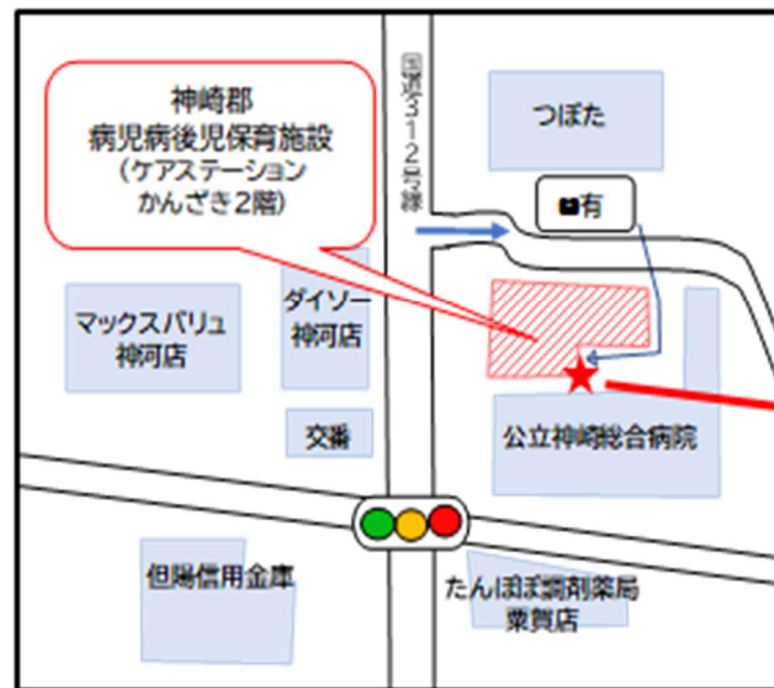 神崎郡
病児病後児保育施設
（ケアステーション
かんざき2階）
国道312号線
つぼた
有
マックスバリュ
神河店
ダイソー
神河店
交番
公立神崎総合病院
但陽信用金庫
たんぽぽ調剤薬局
粟賀店